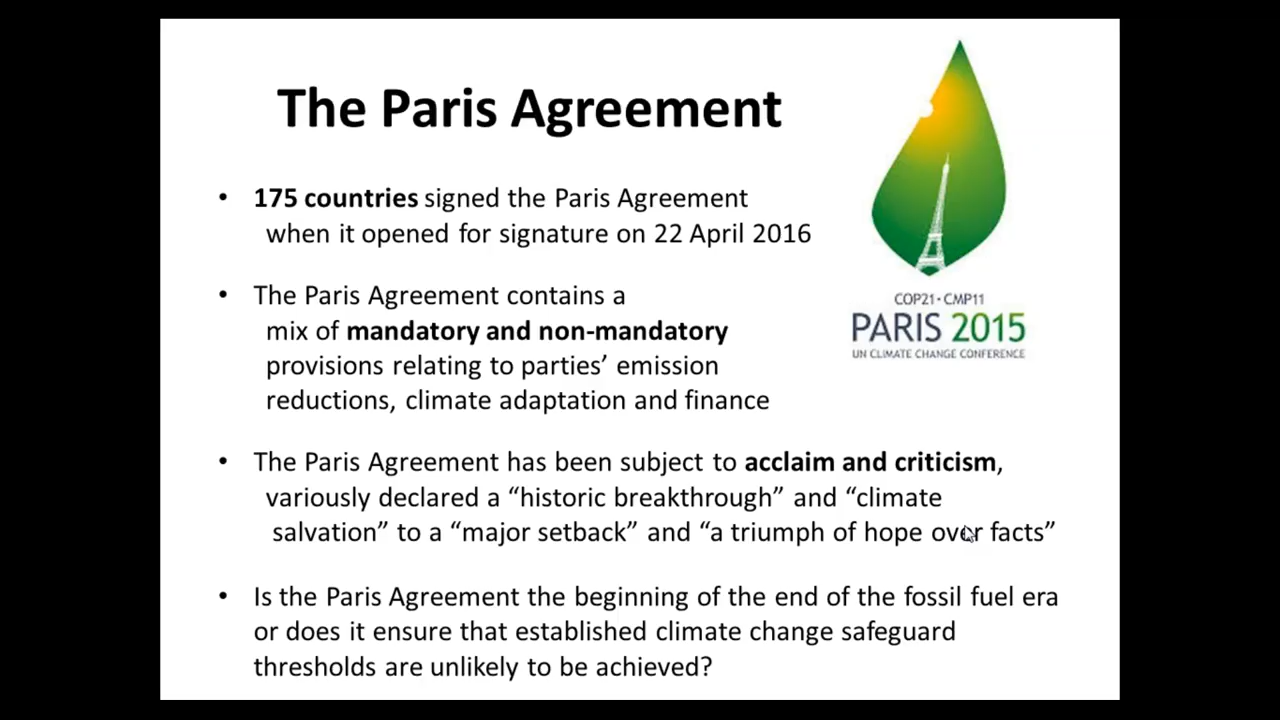 The Paris Agreement
• 175 countries signed the Paris Agreement
when it opened for signature on 22 April 2016
• The Paris Agreement contains a
mix of mandatory and non-mandatory
provisions relating to parties’ emission
reductions, climate adaptation and finance
• The Paris Agreement has been subject to acclaim and criticism,
variously declared a “historic breakthrough” and “climate
salvation” to a “major setback” and “a triumph of hope over facts”
• Is the Paris Agreement the beginning of the end of the fossil fuel era
or does it ensure that established climate change safeguard
thresholds are unlikely to be achieved?
COP21·CMP11
PARIS 2015
UN CLIMATE CHANGE CONFERENCE